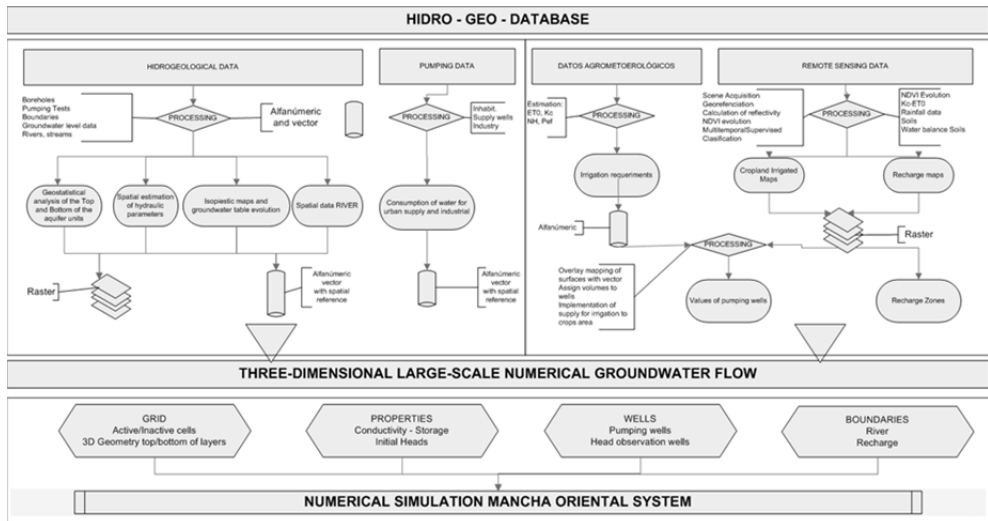 HIDRO - GEO - DATABASE
HIDROGEOLOGICAL DATA
Boreholes
Pumping Tests
Boundaries
Groundwater level data
Rivers, streams
PROCESSING
Alfanúmeric
and vector
Geostatistical
analysis of the Top
and Bottom of the
aquifer units
Spatial estimation
of hydraulic
parameters
Isopiestic maps and
groundwater table evolution
Spatial data RIVER
Raster
Alfanúmeric
vector
with spatial
reference
PUMPING DATA
PROCESSING
Inhabit.
Supply wells
Industry
Consumption of water for
urban supply and industrial
Alfanúmeric
vector
with spatial
reference
DATOS AGROMETOEROLÓGICOS
Estimation:
ET0, Kc
NH, Pef
PROCESSING
Irrigation requeriments
Alfanúmeric
REMOTE SENSING DATA
Scene Acquisition
Georefenciation
Calculation of reflectivity
NDVI evolution
MultitemporalSupervised
Clasification
PROCESSING
NDVI Evolution
Kc-ET0
Rainfall data
Soils
Water balance Soils
Cropland Irrigated
Maps
Recharge maps
Raster
PROCESSING
Overlay mapping of
surfaces with vector
Assign volumes to
wells
Implementation of
supply for irrigation to
crops area
Values of pumping wells
Recharge Zones
THREE-DIMENSIONAL LARGE-SCALE NUMERICAL GROUNDWATER FLOW
GRID
Active/Inactive cells
3D Geometry top/bottom of layers
PROPERTIES
Conductivity - Storage
Initial Heads
WELLS
Pumping wells
Head observation wells
BOUNDARIES
River
Recharge
NUMERICAL SIMULATION MANCHA ORIENTAL SYSTEM